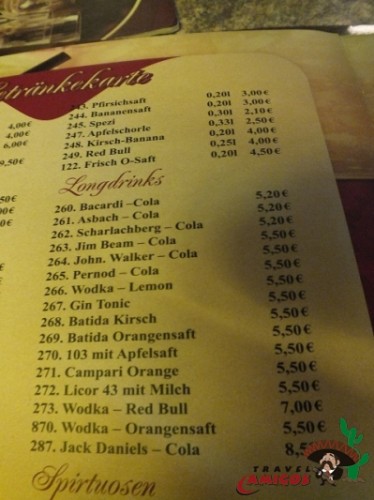 Getränkekarte
4,00 €
4,00 €
6,00 €
9,50 €
243. Pfirsichsaft 0,20l 3,00 €
244. Bananensaft 0,20l 3,00 €
245. Spezi 0,30l 2,10 €
247. Apfelschorle 0,33l 2,50 €
248. Kirsch-Banana 0,20l 4,00 €
249. Red Bull 0,25l 4,00 €
122. Frisch O-Saft 0,20l 4,50 €
Longdrinks
260. Bacardi – Cola 5,20 €
261. Asbach – Cola 5,20 €
262. Scharlachberg – Cola 5,20 €
263. Jim Beam – Cola 5,50 €
264. John. Walker – Cola 5,50 €
265. Pernod – Cola 5,50 €
266. Wodka – Lemon 5,50 €
267. Gin Tonic 5,50 €
268. Batida Kirsch 5,50 €
269. Batida Orangensaft 5,50 €
270. 103 mit Apfelsaft 5,50 €
271. Campari Orange 5,50 €
272. Licor 43 mit Milch 5,50 €
273. Wodka – Red Bull 7,00 €
870. Wodka – Orangensaft 5,50 €
287. Jack Daniels – Cola
Spirtuosen
TRAVEL
AMIGOS